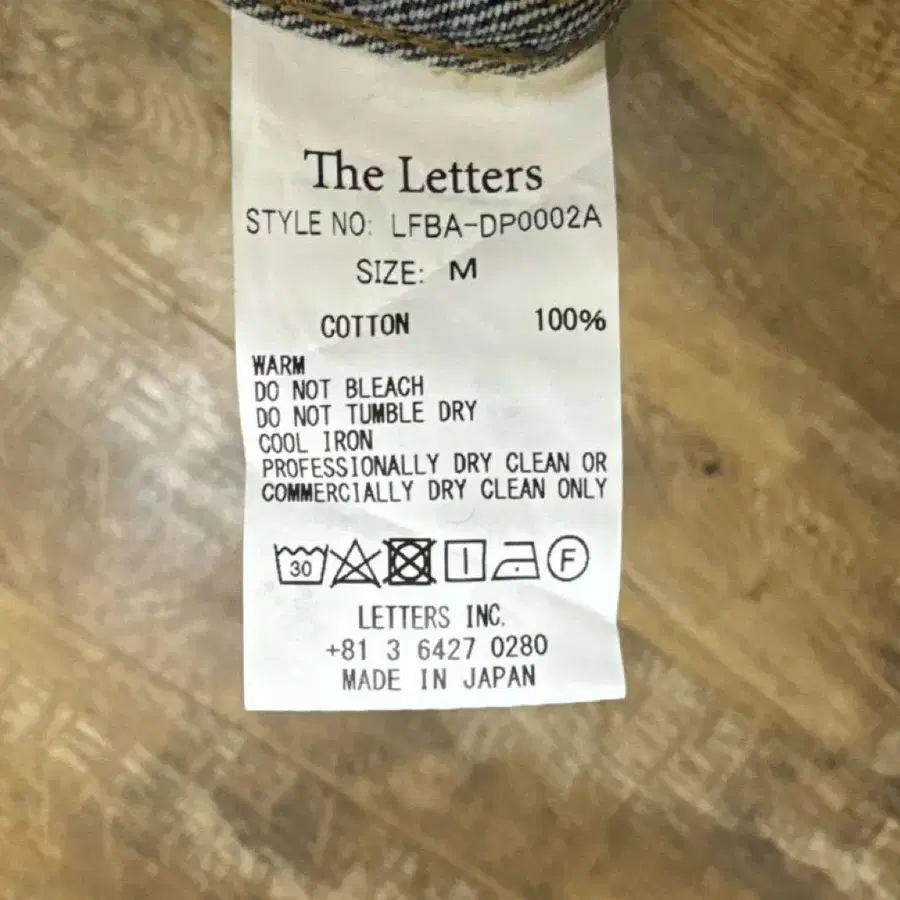 The Letters
STYLE NO: LFBA-DP0002A
SIZE: M
COTTON 100%
WARM
DO NOT BLEACH
DO NOT TUMBLE DRY
COOL IRON
PROFESSIONALLY DRY CLEAN OR
COMMERCIALLY DRY CLEAN ONLY
30 F
LETTERS INC.
+81 3 6427 0280
MADE IN JAPAN